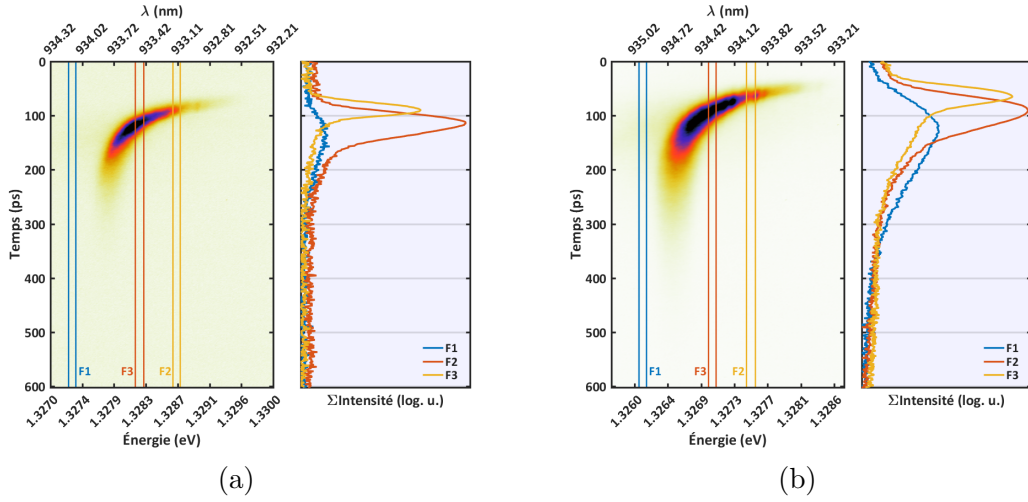 λ (nm)
934.32 934.02 933.72 933.42 933.11 932.81 932.51 932.21
Temps (ps)
0
100
200
300
400
500
600
F1 F3 F2
1.3270 1.3274 1.3279 1.3283 1.3287 1.3291 1.3296 1.3300
Énergie (eV)
F1
F2
F3
ΣIntensité (log. u.)
(a)
λ (nm)
935.02 934.72 934.42 934.12 933.82 933.52 933.21
Temps (ps)
0
100
200
300
400
500
600
F1 F3 F2
1.3260 1.3264 1.3269 1.3273 1.3277 1.3281 1.3286
Énergie (eV)
F1
F2
F3
ΣIntensité (log. u.)
(b)